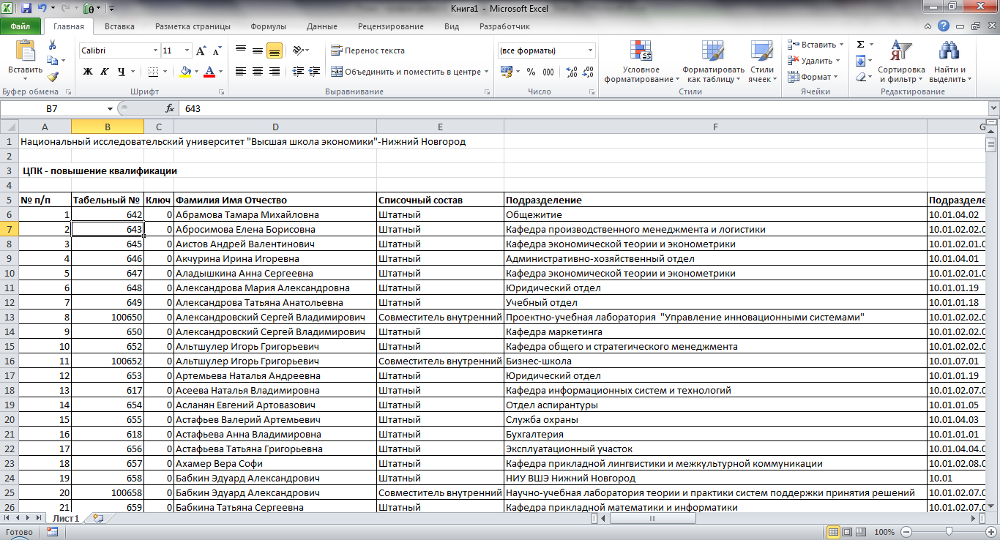 Книга1 - Microsoft Excel
Файл Главная Вставка Разметка страницы Формулы Данные Рецензирование Вид Разработчик
Calibri 11 Перенос текста (все форматы) Вставить
Вставить Условное форматирование Форматировать как таблицу Стили ячеек Удалить Сортировка и фильтр Найти и выделить
Ж К Ч Объединить и поместить в центре % 000 Формат
Буфер обмена Шрифт Выравнивание Число Стили Ячейки Редактирование
B7 fx 643
A B C D E F G
1 Национальный исследовательский университет "Высшая школа экономики"-Нижний Новгород
2
3 ЦПК - повышение квалификации
4
5 № п/п Табельный № Ключ Фамилия Имя Отчество Списочный состав Подразделение Подразделе
6 1 642 0 Абрамова Тамара Михайловна Штатный Общежитие 10.01.04.02
7 2 643 0 Абросимова Елена Борисовна Штатный Кафедра производственного менеджмента и логистики 10.01.02.02.0
8 3 645 0 Аистов Андрей Валентинович Штатный Кафедра экономической теории и эконометрики 10.01.02.01.0
9 4 646 0 Акчурина Ирина Игоревна Штатный Административно-хозяйственный отдел 10.01.04.01
10 5 647 0 Аладышкина Анна Сергеевна Штатный Кафедра экономической теории и эконометрики 10.01.02.01.0
11 6 648 0 Александрова Мария Александровна Штатный Юридический отдел 10.01.01.19
12 7 649 0 Александрова Татьяна Анатольевна Штатный Учебный отдел 10.01.01.18
13 8 100650 0 Александровский Сергей Владимирович Совместитель внутренний Проектно-учебная лаборатория "Управление инновационными системами" 10.01.02.02.0
14 9 650 0 Александровский Сергей Владимирович Штатный Кафедра маркетинга 10.01.02.02.0
15 10 652 0 Альтшулер Игорь Григорьевич Штатный Кафедра общего и стратегического менеджмента 10.01.02.02.0
16 11 100652 0 Альтшулер Игорь Григорьевич Совместитель внутренний Бизнес-школа 10.01.07.01
17 12 653 0 Артемьева Наталья Андреевна Штатный Юридический отдел 10.01.01.19
18 13 617 0 Асеева Наталья Владимировна Штатный Кафедра информационных систем и технологий 10.01.02.07.0
19 14 654 0 Асланян Евгений Артовазович Штатный Отдел аспирантуры 10.01.01.05
20 15 655 0 Астафьев Валерий Артемьевич Штатный Служба охраны 10.01.04.03
21 16 618 0 Астафьева Анна Владимировна Штатный Бухгалтерия 10.01.01.01
22 17 656 0 Астафьева Татьяна Григорьевна Штатный Эксплуатационный участок 10.01.04.04.0
23 18 657 0 Ахамер Вера Софи Штатный Кафедра прикладной лингвистики и межкультурной коммуникации 10.01.02.08.0
24 19 658 0 Бабкин Эдуард Александрович Штатный НИУ ВШЭ Нижний Новгород 10.01
25 20 100658 0 Бабкин Эдуард Александрович Совместитель внутренний Научно-учебная лаборатория теории и практики систем поддержки принятия решений 10.01.02.07.0
26 21 659 0 Бабкина Татьяна Сергеевна Штатный Кафедра прикладной математики и информатики 10.01.02.07.0
Лист1
Готово 100%